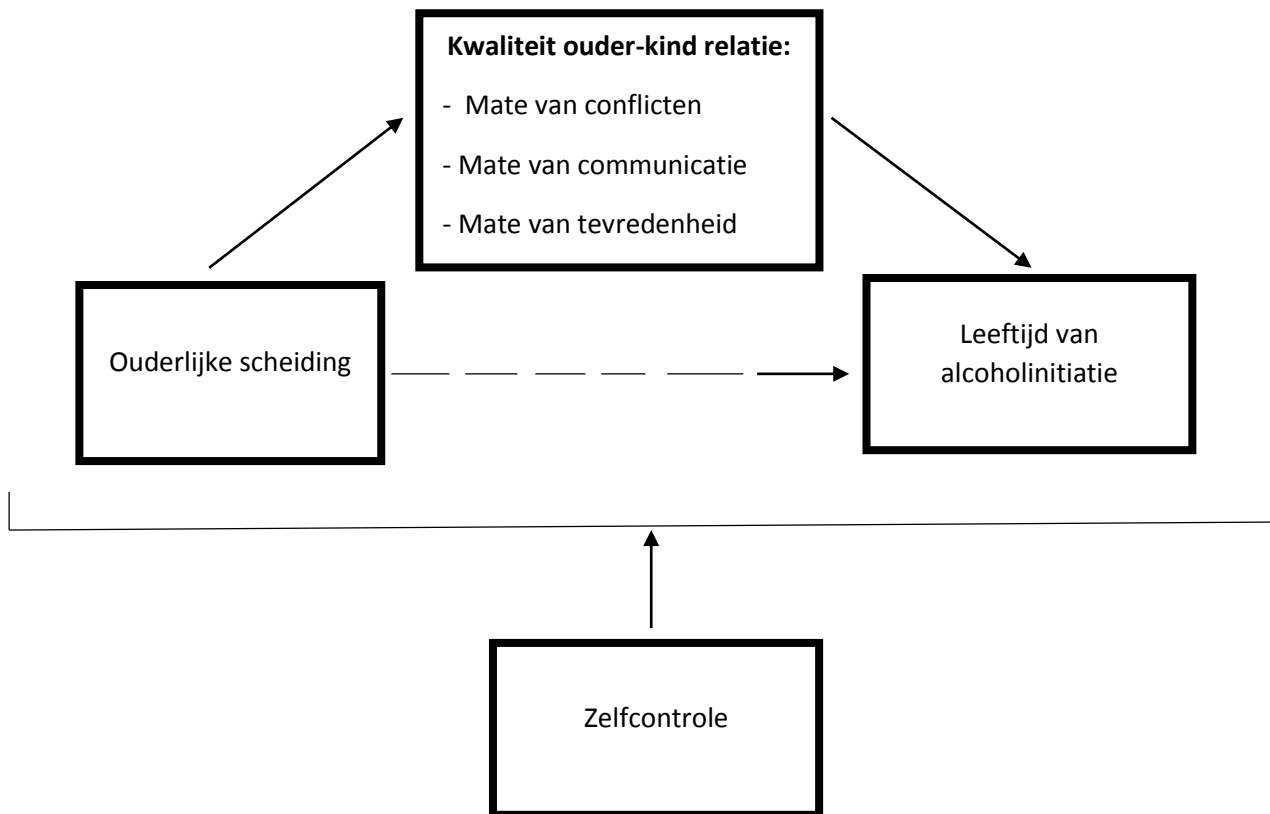 Kwaliteit ouder-kind relatie:
- Mate van conflicten
- Mate van communicatie
- Mate van tevredenheid
Ouderlijke scheiding
Leeftijd van
alcoholinitiatie
Zelfcontrole